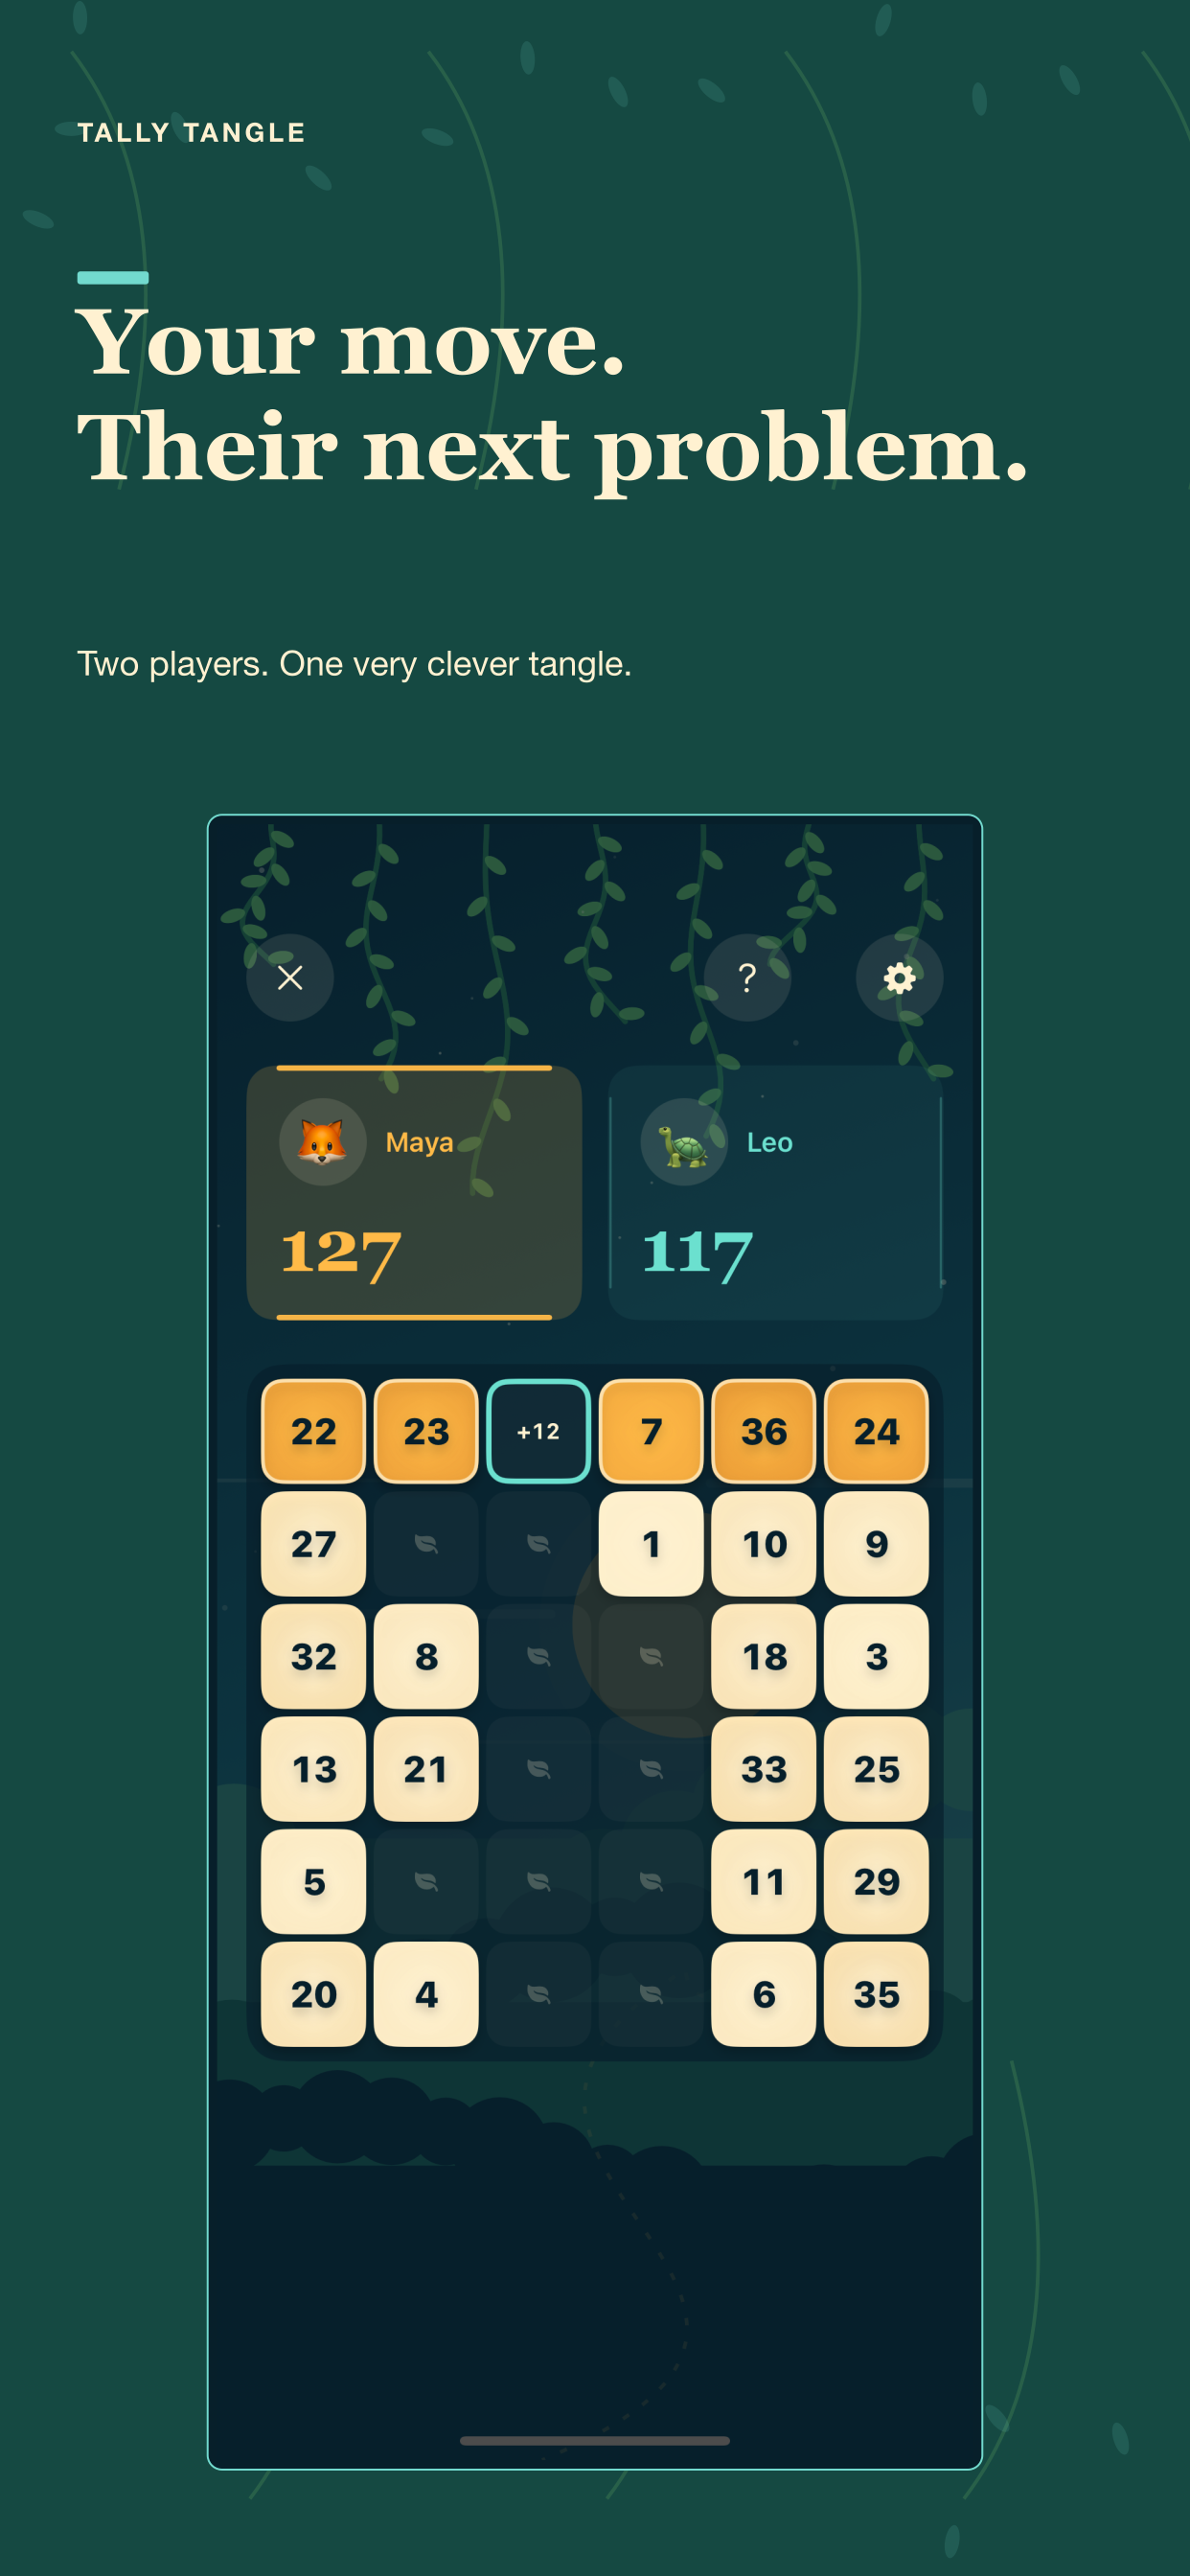 TALLY TANGLE
Your move.
Their next problem.
Two players. One very clever tangle.
?
Maya
Leo
127
117
22 23 +12 7 36 24
27 1 10 9
32 8 18 3
13 21 33 25
5 11 29
20 4 6 35